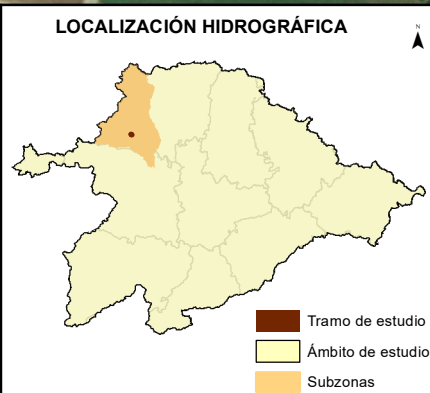 LOCALIZACIÓN HIDROGRÁFICA
N
Tramo de estudio
Ámbito de estudio
Subzonas